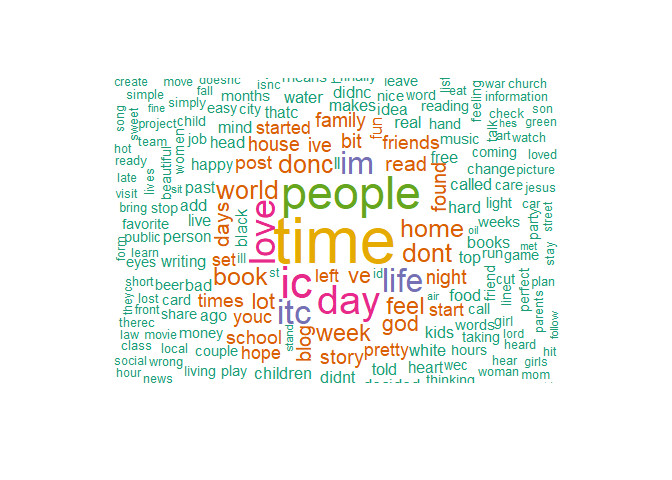 create move doesnc isnc means finally leave
simple fall months water didnc nice word list eat feeling war church
song sweet fine simply easy city thatc makes idea reading information son
project child mind started family fun real hand talk check hes green
hot team women job head house ive bit friends music art watch
ready beautiful happy post donc ll im read free coming loved
late lives sit past world people found called change picture
visit add days black love hard care jesus
bring stop live light car street
favorite time home weeks party
form public person dont oil books met stay
learn eyes writing set ill top run game
short beer bad book st ic left ve id life night friend cut perfect plan
they lost card times lot day air food line parents
front share ago youc itc feel start call girl follow
therec god words lord
law movie money school stand blog week kids taking heard
class local couple hope story pretty white hours hit
social wrong told heart wec hear girls
hour living play children didnt woman mom
news decided thinking